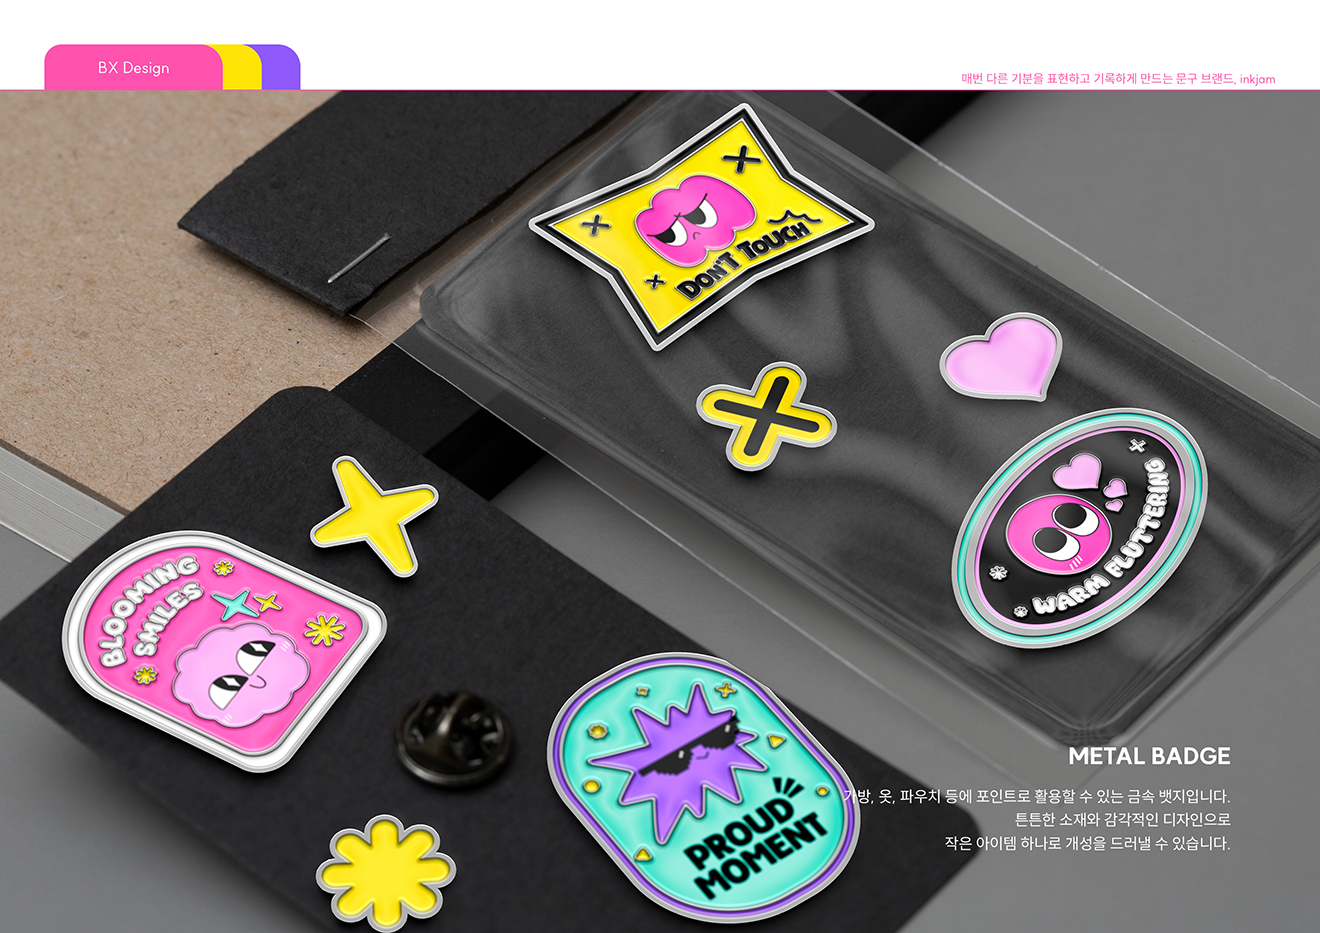 BX Design
매번 다른 기분을 표현하고 기록하게 만드는 문구 브랜드, inkjam
DON'T TOUCH
WARM FLUTTERING
BLOOMING
SMILES
PROUD
MOMENT
METAL BADGE
가방, 옷, 파우치 등에 포인트로 활용할 수 있는 금속 뱃지입니다.
튼튼한 소재와 감각적인 디자인으로
작은 아이템 하나로 개성을 드러낼 수 있습니다.